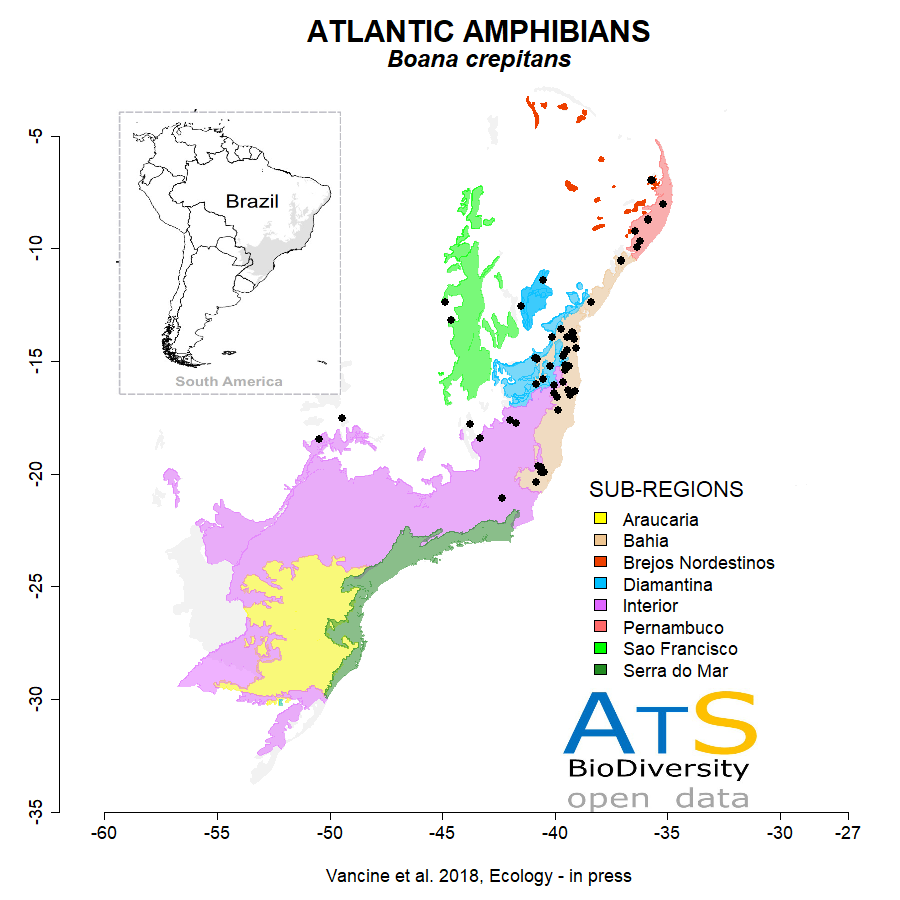 ATLANTIC AMPHIBIANS
Boana crepitans
-5
-10
-15
-20
-25
-30
-35
Brazil
South America
SUB-REGIONS
Araucaria
Bahia
Brejos Nordestinos
Diamantina
Interior
Pernambuco
Sao Francisco
Serra do Mar
ATS
BioDiversity
open data
-60
-55
-50
-45
-40
-35
-30
-27
Vancine et al. 2018, Ecology - in press